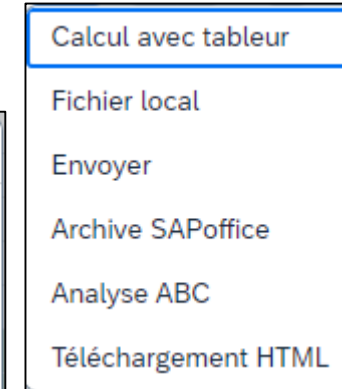 Calcul avec tableur
Fichier local
Envoyer
Archive SAPoffice
Analyse ABC
Téléchargement HTML